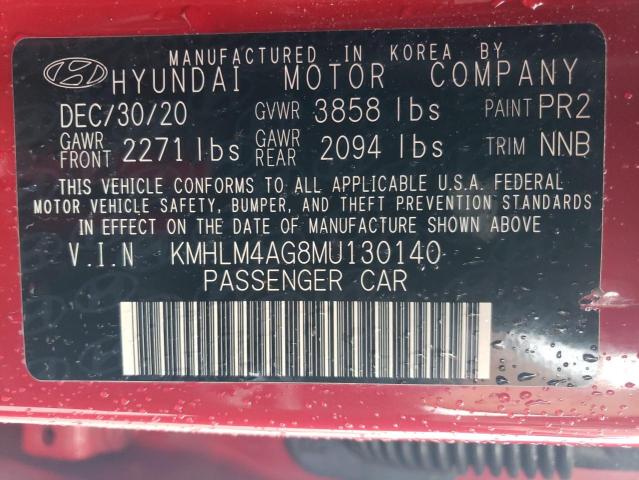 MANUFACTURED IN KOREA BY
HYUNDAI MOTOR COMPANY
DEC/30/20 GVWR 3858 lbs PAINT PR2
GAWR FRONT 2271 lbs GAWR REAR 2094 lbs TRIM NNB
THIS VEHICLE CONFORMS TO ALL APPLICABLE U.S.A. FEDERAL
MOTOR VEHICLE SAFETY, BUMPER, AND THEFT PREVENTION STANDARDS
IN EFFECT ON THE DATE OF MANUFACTURE SHOWN ABOVE
V.I.N KMHLM4AG8MU130140
PASSENGER CAR